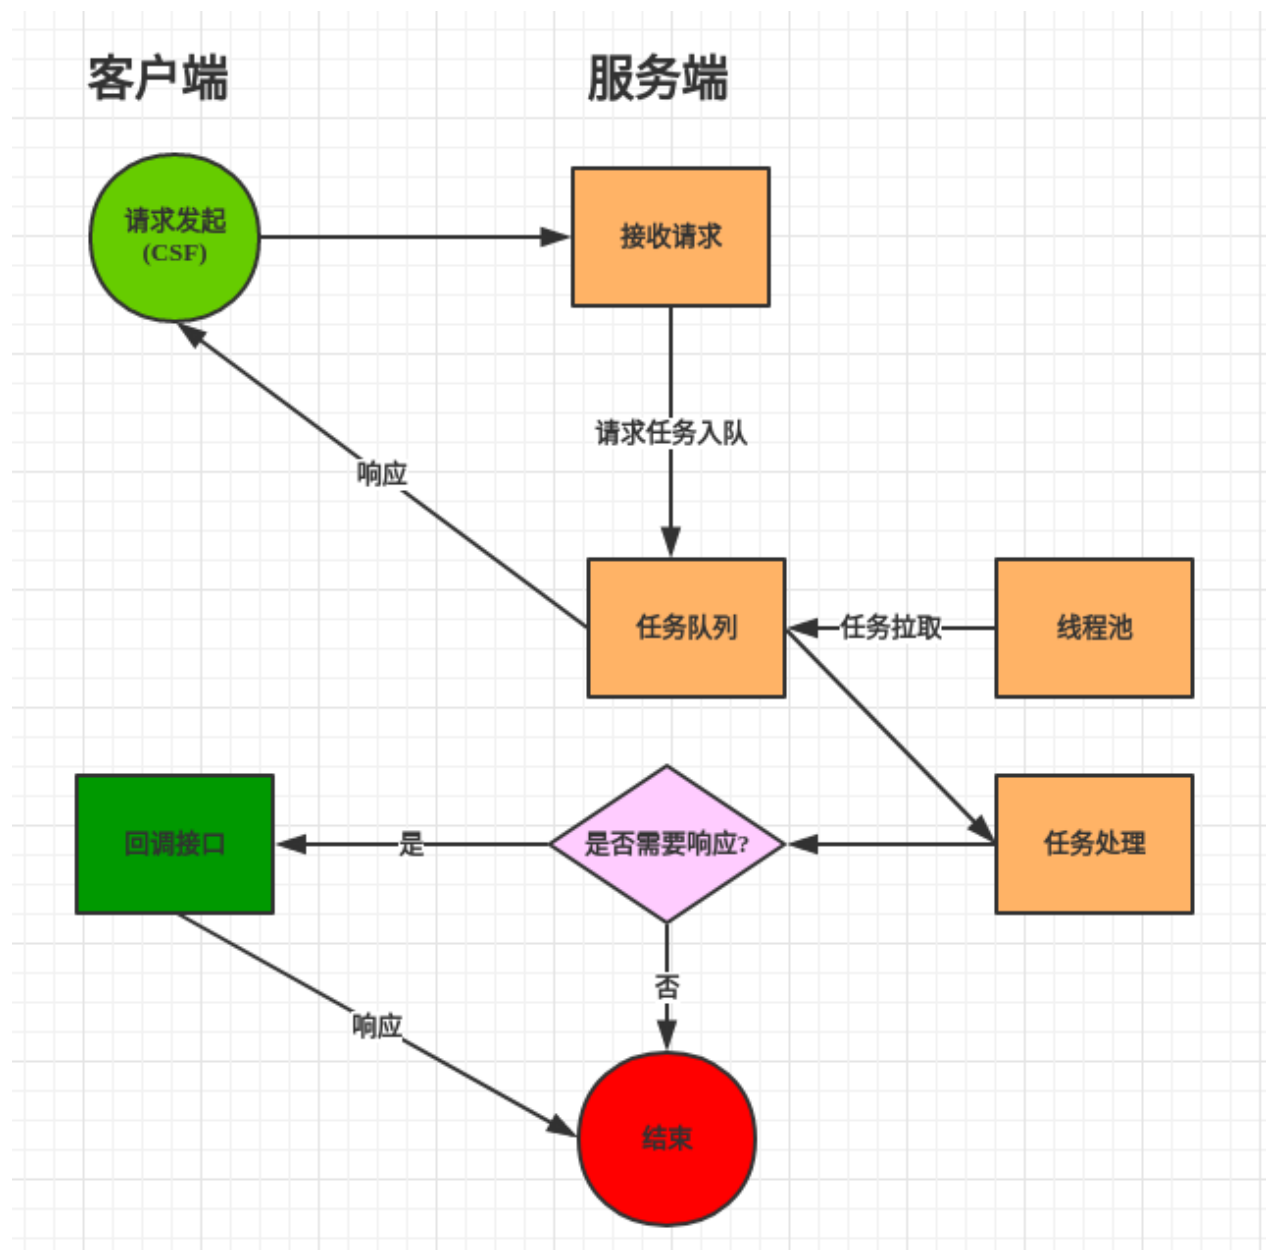 客户端
服务端
请求发起
(CSF)
接收请求
请求任务入队
响应
任务队列
任务拉取
线程池
回调接口
是
是否需要响应?
任务处理
否
响应
结束